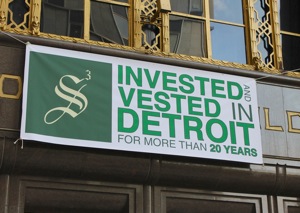 S3
INVESTED AND
VESTED IN
DETROIT
FOR MORE THAN 20 YEARS